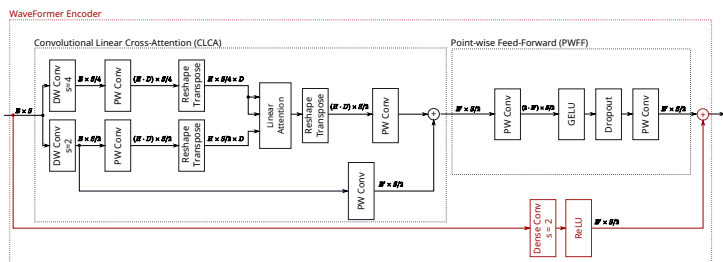 WaveFormer Encoder
Convolutional Linear Cross-Attention (CLCA)
Point-wise Feed-Forward (PWFF)
E × S
DW Conv
s=4
E × S/4
PW Conv
(H · D) × S/4
Reshape
Transpose
H × S/4 × D
DW Conv
s=2
E × S/2
PW Conv
(H · D) × S/2
Reshape
Transpose
H × S/2 × D
Linear
Attention
Reshape
Transpose
(H · D) × S/2
PW Conv
PW Conv
E' × S/2
+
E' × S/2
PW Conv
(2 · E') × S/2
GELU
Dropout
PW Conv
E' × S/2
+
Dense Conv
s = 2
ReLU
E' × S/2